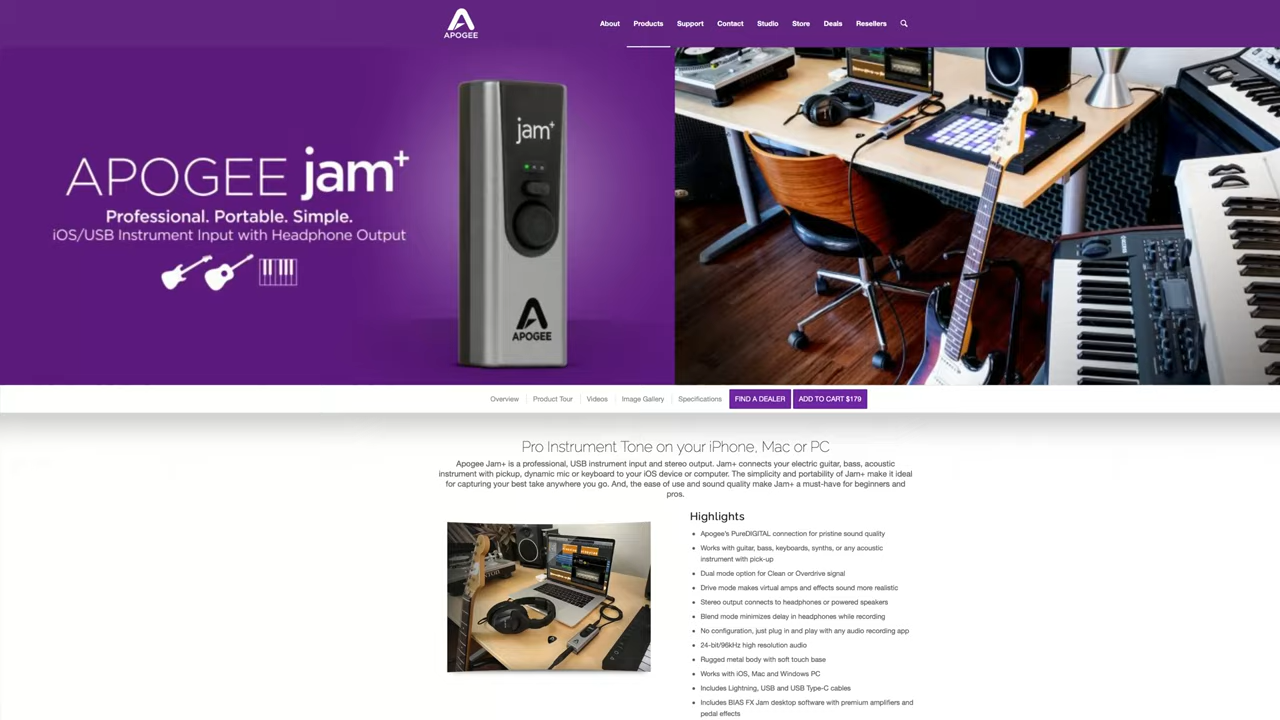 APOGEE
About
Products
Support
Contact
Studio
Store
Deals
Resellers
APOGEE jam+
Professional. Portable. Simple.
iOS/USB Instrument Input with Headphone Output
jam+
APOGEE
Overview
Product Tour
Videos
Image Gallery
Specifications
FIND A DEALER
ADD TO CART $179
Pro Instrument Tone on your iPhone, Mac or PC
Apogee Jam+ is a professional, USB instrument input and stereo output. Jam+ connects your electric guitar, bass, acoustic
instrument with pickup, dynamic mic or keyboard to your iOS device or computer. The simplicity and portability of Jam+ make it ideal
for capturing your best take anywhere you go. And, the ease of use and sound quality make Jam+ a must-have for beginners and
pros.
Highlights
Apogee's PureDIGITAL connection for pristine sound quality
Works with guitar, bass, keyboards, synths, or any acoustic
instrument with pick-up
Dual mode option for Clean or Overdrive signal
Drive mode makes virtual amps and effects sound more realistic
Stereo output connects to headphones or powered speakers
Blend mode minimizes delay in headphones while recording
No configuration, just plug in and play with any audio recording app
24-bit/96kHz high resolution audio
Rugged metal body with soft touch base
Works with iOS, Mac and Windows PC
Includes Lightning, USB and USB Type-C cables
Includes BIAS FX Jam desktop software with premium amplifiers and
pedal effects